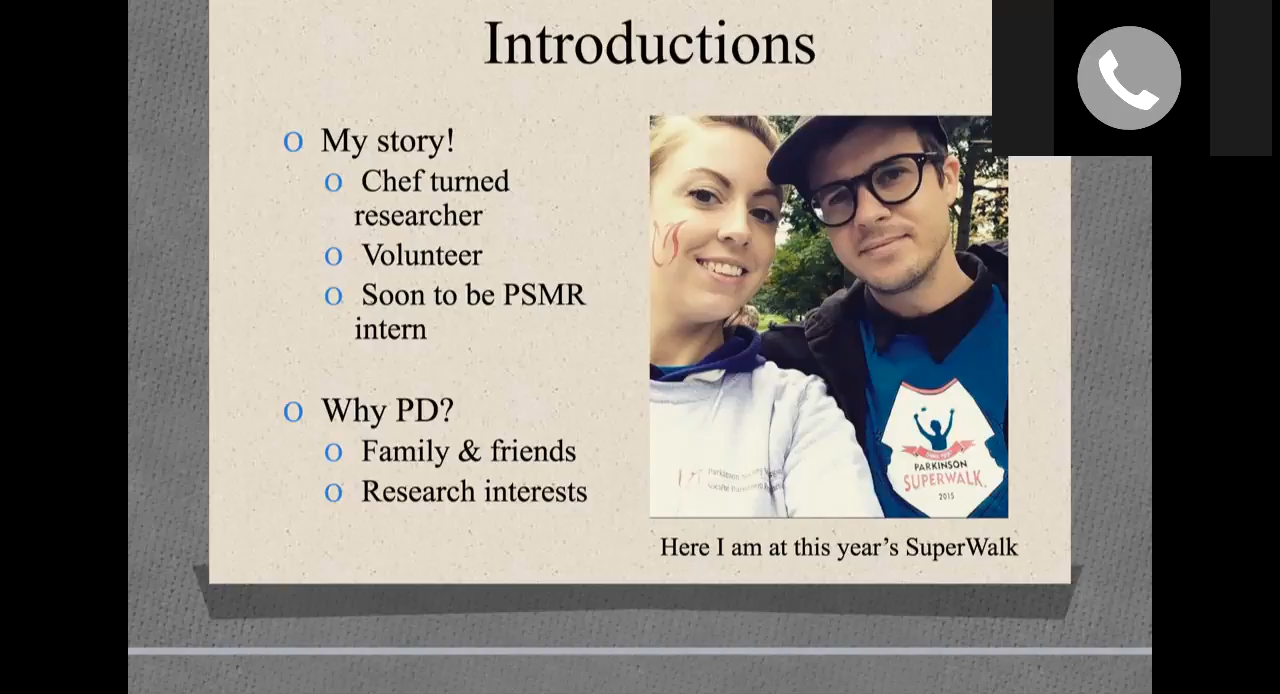 Introductions
O My story!
O Chef turned
researcher
O Volunteer
O Soon to be PSMR
intern
O Why PD?
O Family & friends
O Research interests
PARKINSON
SUPERWALK
2015
Here I am at this year's SuperWalk